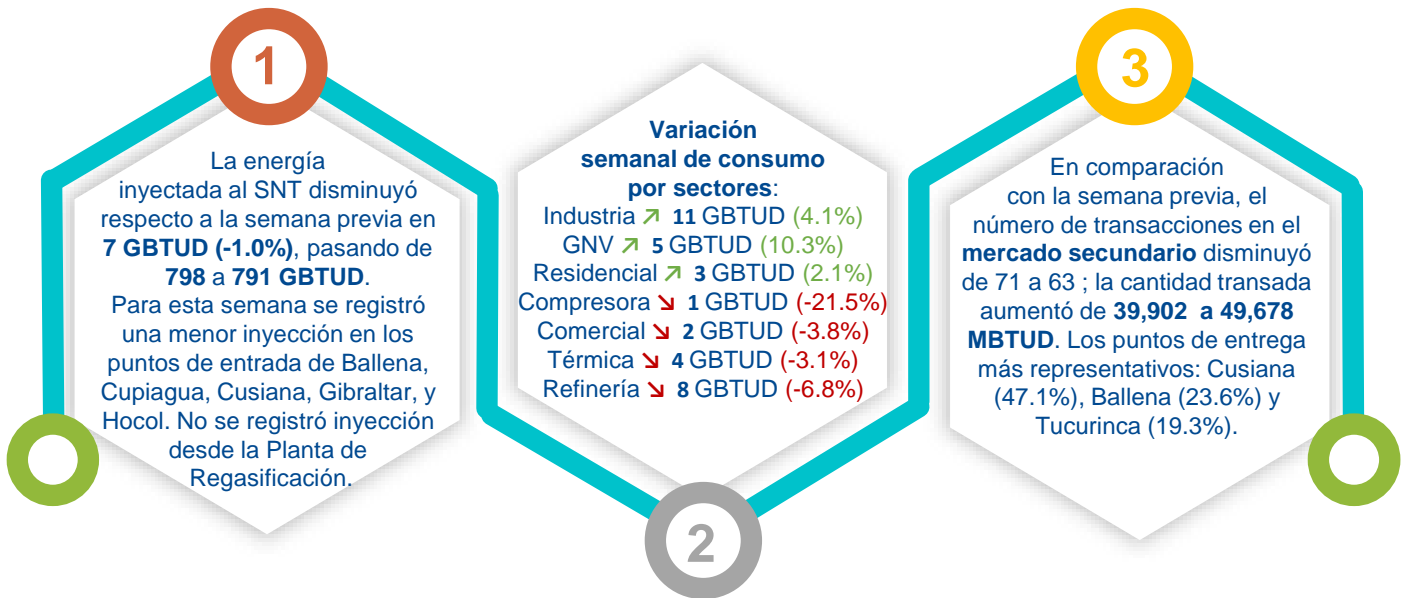 1
La energía
inyectada al SNT disminuyó
respecto a la semana previa en
7 GBTUD (-1.0%), pasando de
798 a 791 GBTUD.
Para esta semana se registró
una menor inyección en los
puntos de entrada de Ballena,
Cupiagua, Cusiana, Gibraltar, y
Hocol. No se registró inyección
desde la Planta de
Regasificación.
Variación
semanal de consumo
por sectores:
Industria ↗ 11 GBTUD (4.1%)
GNV ↗ 5 GBTUD (10.3%)
Residencial ↗ 3 GBTUD (2.1%)
Compresora ↘ 1 GBTUD (-21.5%)
Comercial ↘ 2 GBTUD (-3.8%)
Térmica ↘ 4 GBTUD (-3.1%)
Refinería ↘ 8 GBTUD (-6.8%)
2
3
En comparación
con la semana previa, el
número de transacciones en el
mercado secundario disminuyó
de 71 a 63 ; la cantidad transada
aumentó de 39,902 a 49,678
MBTUD. Los puntos de entrega
más representativos: Cusiana
(47.1%), Ballena (23.6%) y
Tucurinca (19.3%).